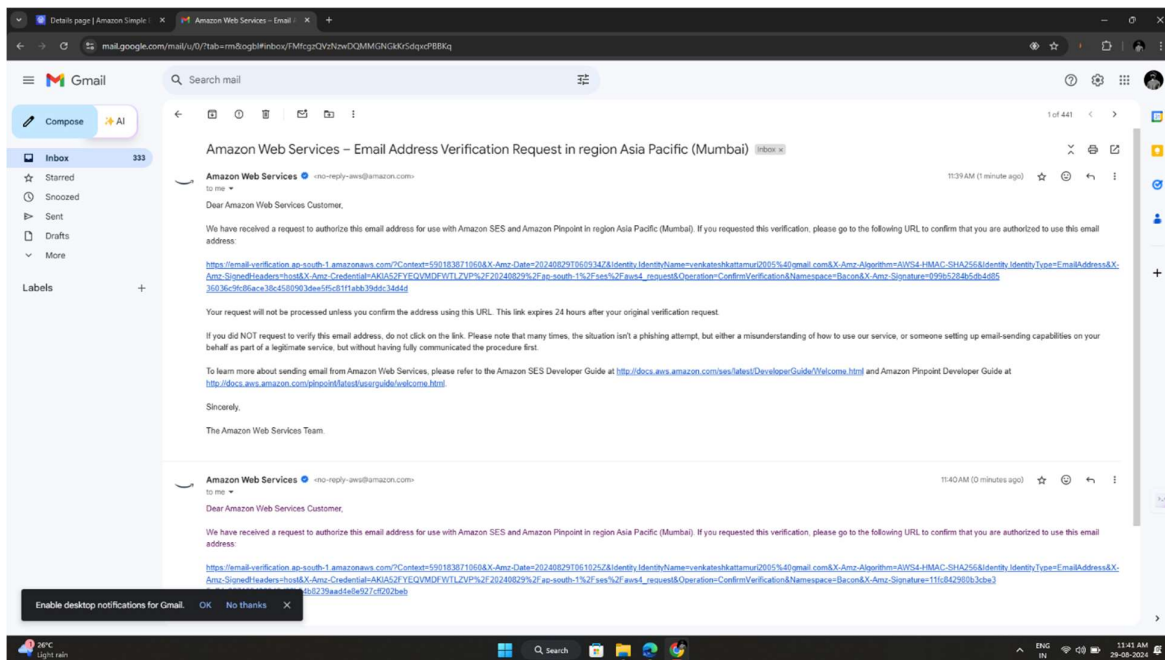 Details page | Amazon Simple
Amazon Web Services – Email A
mail.google.com/mail/u/0/?tab=rm&ogbl#inbox/FMfcgzQVzNzwDQMMGNGkKrSdqxcPBBKq
Gmail
Search mail
Compose
AI
1 of 441
Inbox 333
Starred
Snoozed
Sent
Drafts
More
Labels
Amazon Web Services – Email Address Verification Request in region Asia Pacific (Mumbai) Inbox x
Amazon Web Services <no-reply-aws@amazon.com> 11:39 AM (1 minute ago)
to me
Dear Amazon Web Services Customer,
We have received a request to authorize this email address for use with Amazon SES and Amazon Pinpoint in region Asia Pacific (Mumbai). If you requested this verification, please go to the following URL to confirm that you are authorized to use this email
address:
https://email-verification.ap-south-1.amazonaws.com/?Context=590183871060&X-Amz-Date=20240829T060934Z&Identity.IdentityName=venkateshkattamuri2005%40gmail.com&X-Amz-Algorithm=AWS4-HMAC-SHA256&Identity.IdentityType=EmailAddress&X-
Amz-SignedHeaders=host&X-Amz-Credential=AKIAS2FYEQVMDFWTLZVP%2F20240829%2Fap-south-1%2Fses%2Faws4_request&Operation=ConfirmVerification&Namespace=Bacon&X-Amz-Signature=099b5284b5db4d85
36036c9fc86ace38c4580903dee5f5c81f1abb39ddc34d4d
Your request will not be processed unless you confirm the address using this URL. This link expires 24 hours after your original verification request.
If you did NOT request to verify this email address, do not click on the link. Please note that many times, the situation isn't a phishing attempt, but either a misunderstanding of how to use our service, or someone setting up email-sending capabilities on your
behalf as part of a legitimate service, but without having fully communicated the procedure first.
To learn more about sending email from Amazon Web Services, please refer to the Amazon SES Developer Guide at http://docs.aws.amazon.com/ses/latest/DeveloperGuide/Welcome.html and Amazon Pinpoint Developer Guide at
http://docs.aws.amazon.com/pinpoint/latest/userguide/welcome.html.
Sincerely,
The Amazon Web Services Team.
Amazon Web Services <no-reply-aws@amazon.com> 11:40 AM (0 minutes ago)
to me
Dear Amazon Web Services Customer,
We have received a request to authorize this email address for use with Amazon SES and Amazon Pinpoint in region Asia Pacific (Mumbai). If you requested this verification, please go to the following URL to confirm that you are authorized to use this email
address:
https://email-verification.ap-south-1.amazonaws.com/?Context=590183871060&X-Amz-Date=20240829T061025Z&Identity.IdentityName=venkateshkattamuri2005%40gmail.com&X-Amz-Algorithm=AWS4-HMAC-SHA256&Identity.IdentityType=EmailAddress&X-
Amz-SignedHeaders=host&X-Amz-Credential=AKIAS2FYEQVMDFWTLZVP%2F20240829%2Fap-south-1%2Fses%2Faws4_request&Operation=ConfirmVerification&Namespace=Bacon&X-Amz-Signature=11fc842980b3cbe3
4b8239aad4e8e927cff202beb
Enable desktop notifications for Gmail. OK No thanks
26°C
Light rain
Search
ENG
IN
11:41 AM
29-08-2024